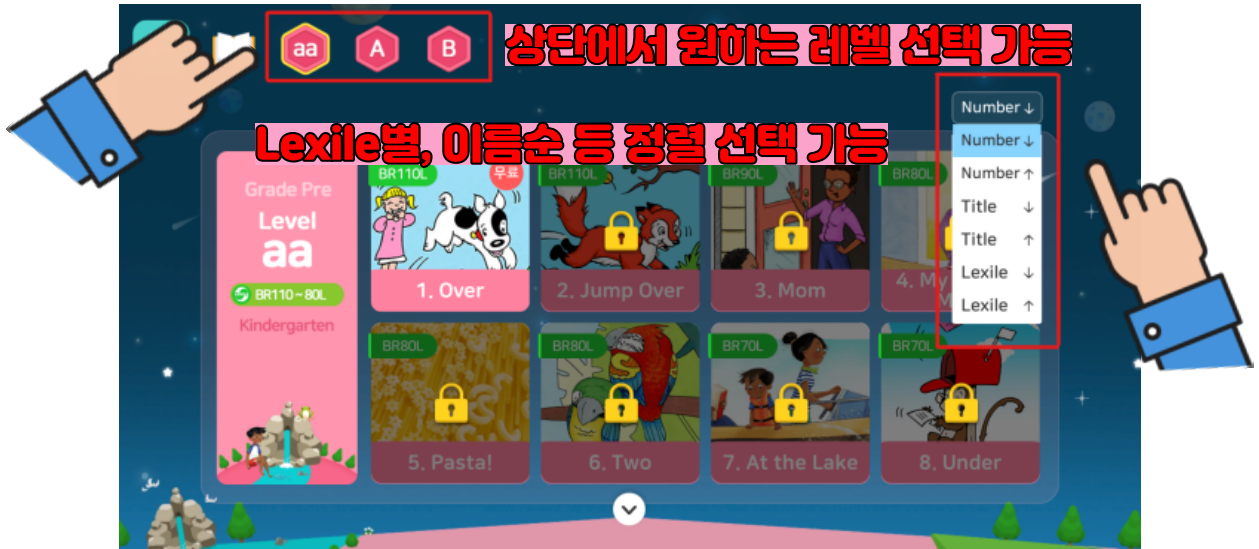 aa A B
상단에서 원하는 레벨 선택 가능
Number ↓
Lexile별, 이름순 등 정렬 선택 가능
Number ↓
Number ↑
Title ↓
Title ↑
Lexile ↓
Lexile ↑
Grade Pre
Level
aa
BR110~80L
Kindergarten
BR110L 무료
1. Over
BR110L
2. Jump Over
BR90L
3. Mom
BR80L
4. My
BR80L
5. Pasta!
BR80L
6. Two
BR70L
7. At the Lake
BR70L
8. Under